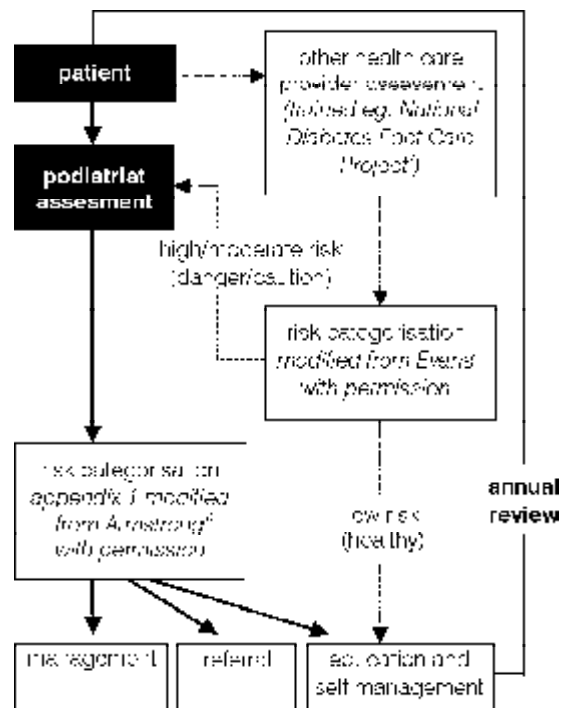 patient
other health care
provider assessment
(trained eg. National
Diabetes Foot Care
Project)
podiatriat
assesment
high/moderate risk
(danger/caution)
risk categorisation
modified from Evans
with permission
risk categorisation
appendix 1 modified
from Armstrong
with permission
low risk
(healthy)
annual
review
management
referral
education and
self management